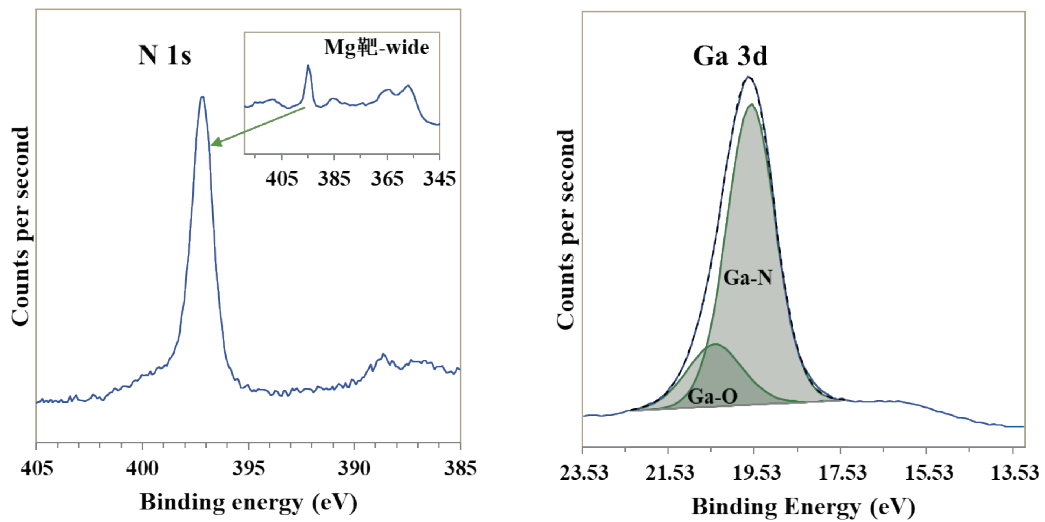 N 1s
Mg靶-wide
405 385 365 345
Counts per second
405 400 395 390 385
Binding energy (eV)
Ga 3d
Ga-N
Ga-O
Counts per second
23.53 21.53 19.53 17.53 15.53 13.53
Binding Energy (eV)